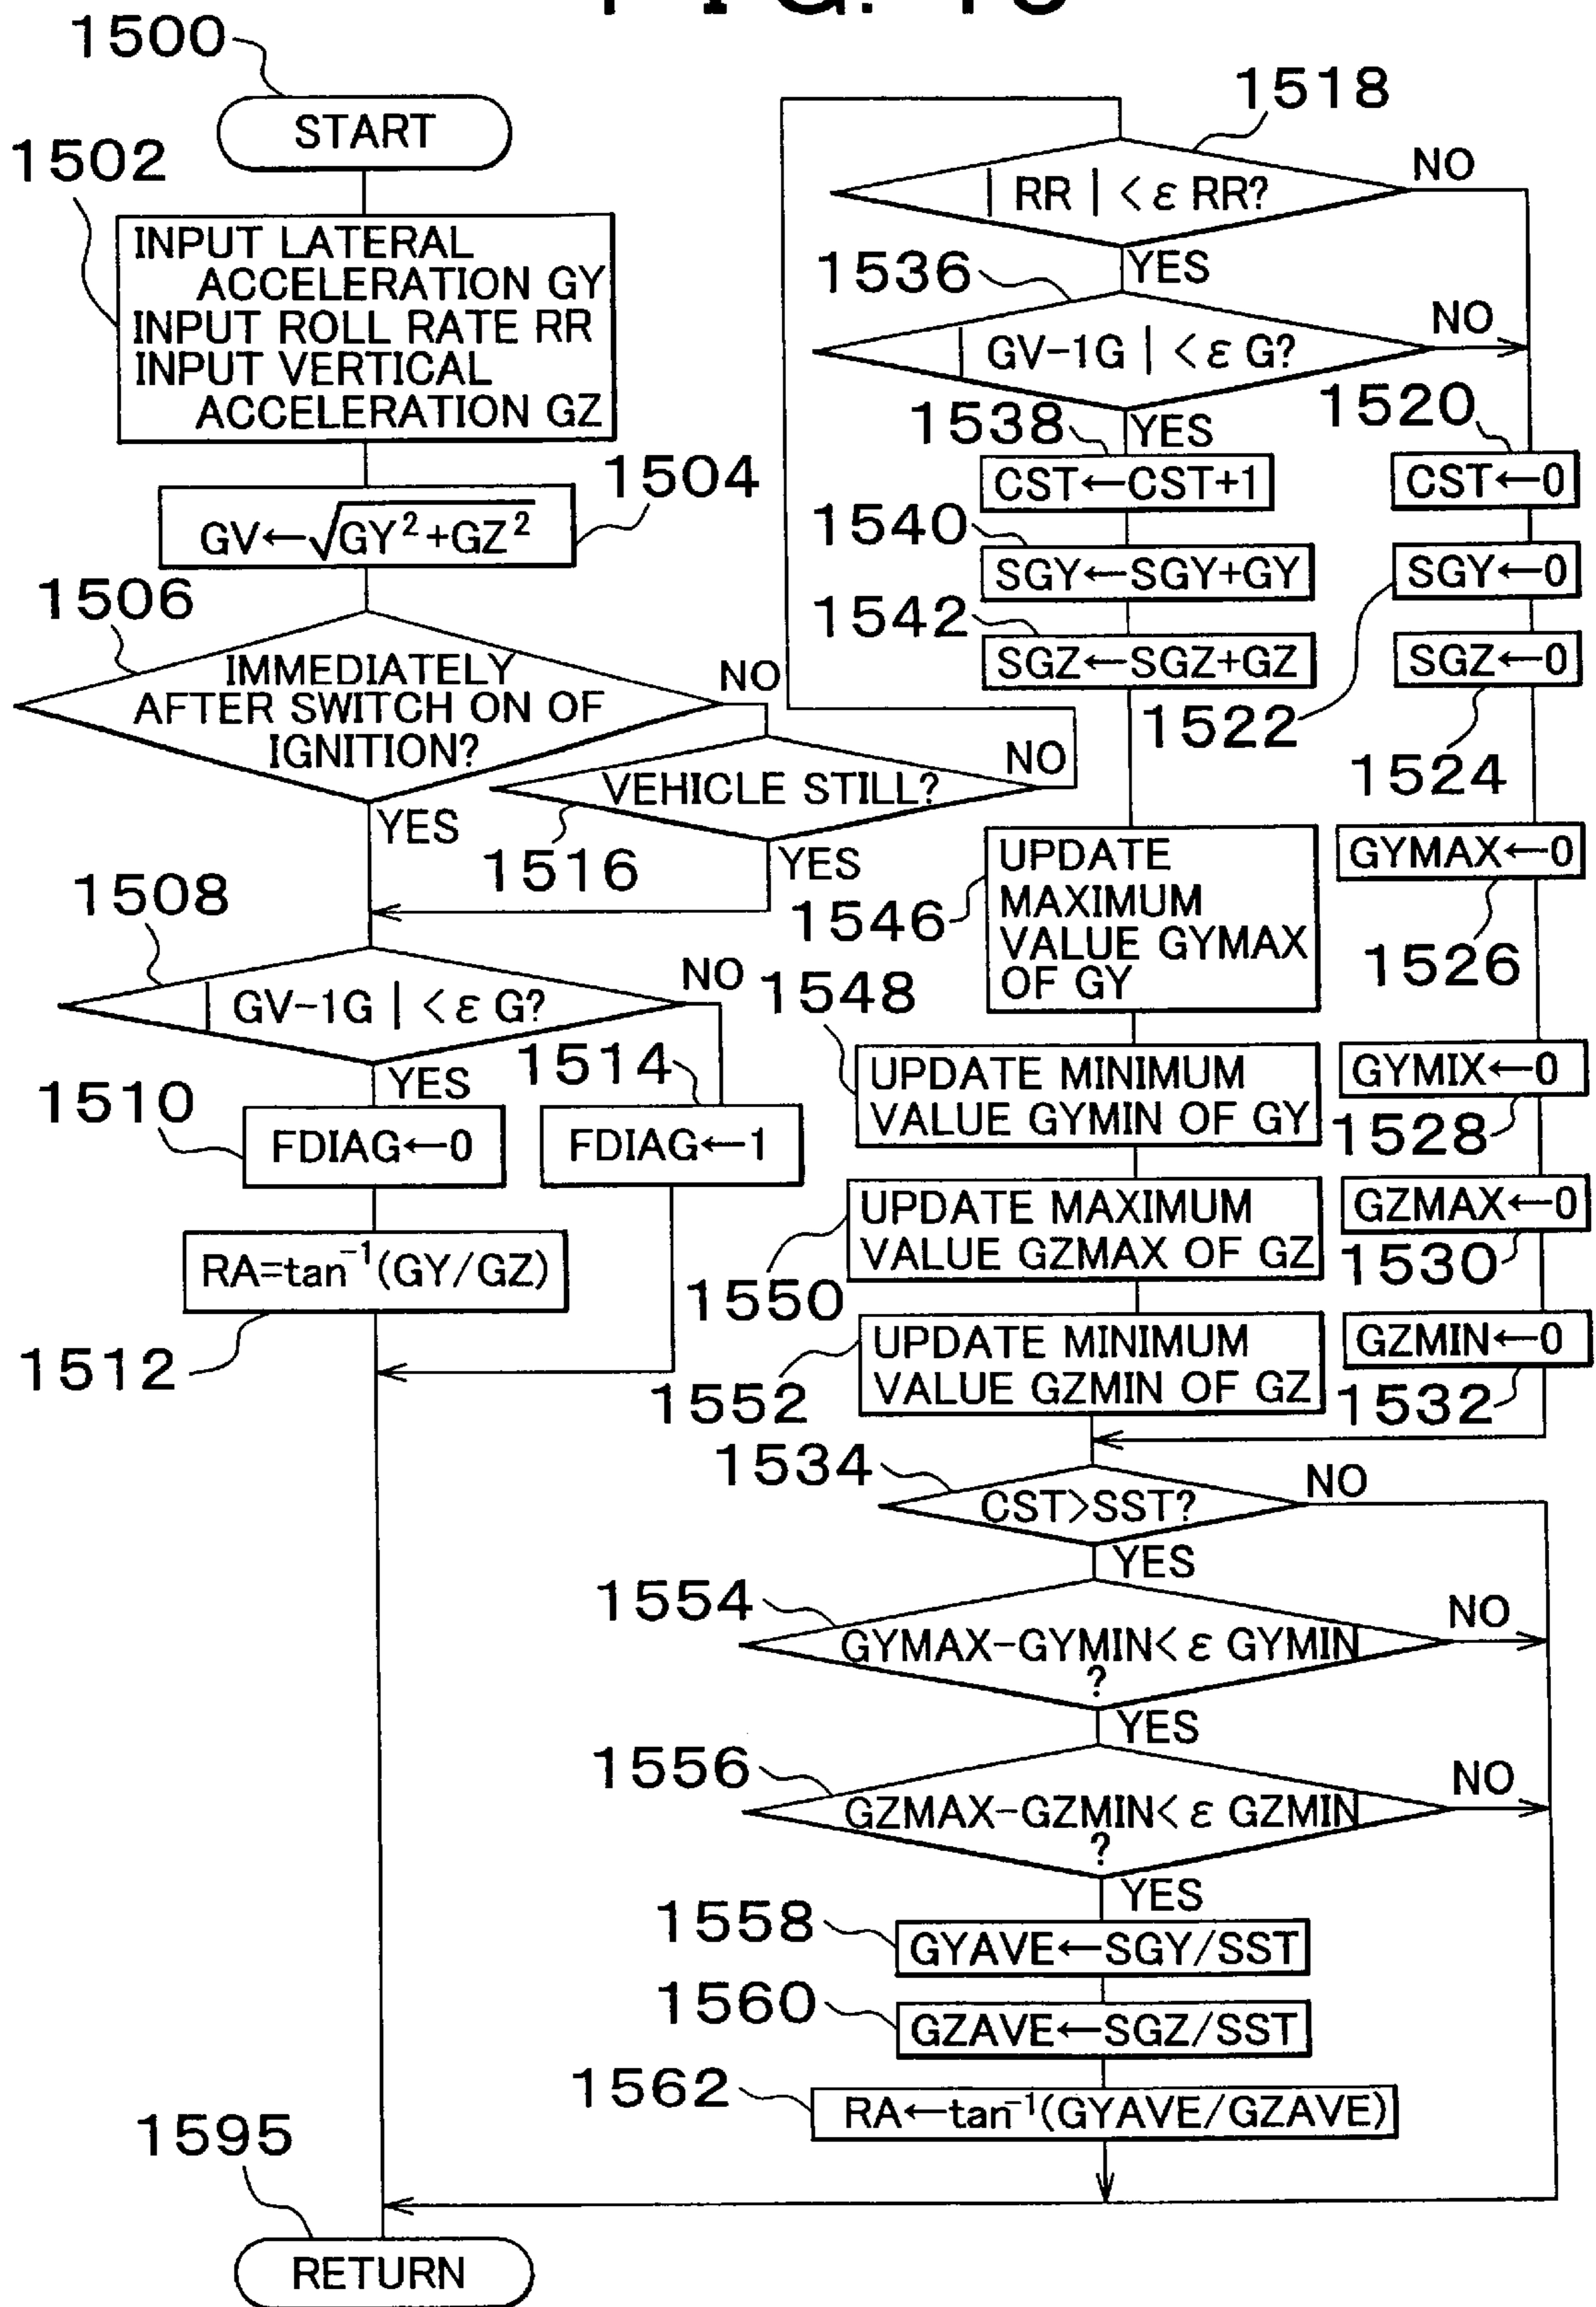 1500
START
1502
INPUT LATERAL
ACCELERATION GY
INPUT ROLL RATE RR
INPUT VERTICAL
ACCELERATION GZ
1504
GV←√GY²+GZ²
1506
IMMEDIATELY
AFTER SWITCH ON OF
IGNITION?
NO
YES
VEHICLE STILL?
NO
1516
YES
1508
| GV-1G | < ε G?
NO
YES
1510
FDIAG←0
1514
FDIAG←1
RA=tan⁻¹(GY/GZ)
1512
1518
| RR | < ε RR?
NO
YES
1536
| GV-1G | < ε G?
NO
YES
1538
CST←CST+1
1540
SGY←SGY+GY
1542
SGZ←SGZ+GZ
1520
CST←0
SGY←0
1522
SGZ←0
1524
GYMAX←0
1526
GYMIX←0
1528
GZMAX←0
1530
GZMIN←0
1532
1546
UPDATE
MAXIMUM
VALUE GYMAX
OF GY
1548
UPDATE MINIMUM
VALUE GYMIN OF GY
UPDATE MAXIMUM
VALUE GZMAX OF GZ
1550
UPDATE MINIMUM
VALUE GZMIN OF GZ
1552
1534
CST>SST?
NO
YES
1554
GYMAX-GYMIN< ε GYMIN
?
NO
YES
1556
GZMAX-GZMIN< ε GZMIN
?
NO
YES
1558
GYAVE←SGY/SST
1560
GZAVE←SGZ/SST
1562
RA←tan⁻¹(GYAVE/GZAVE)
1595
RETURN